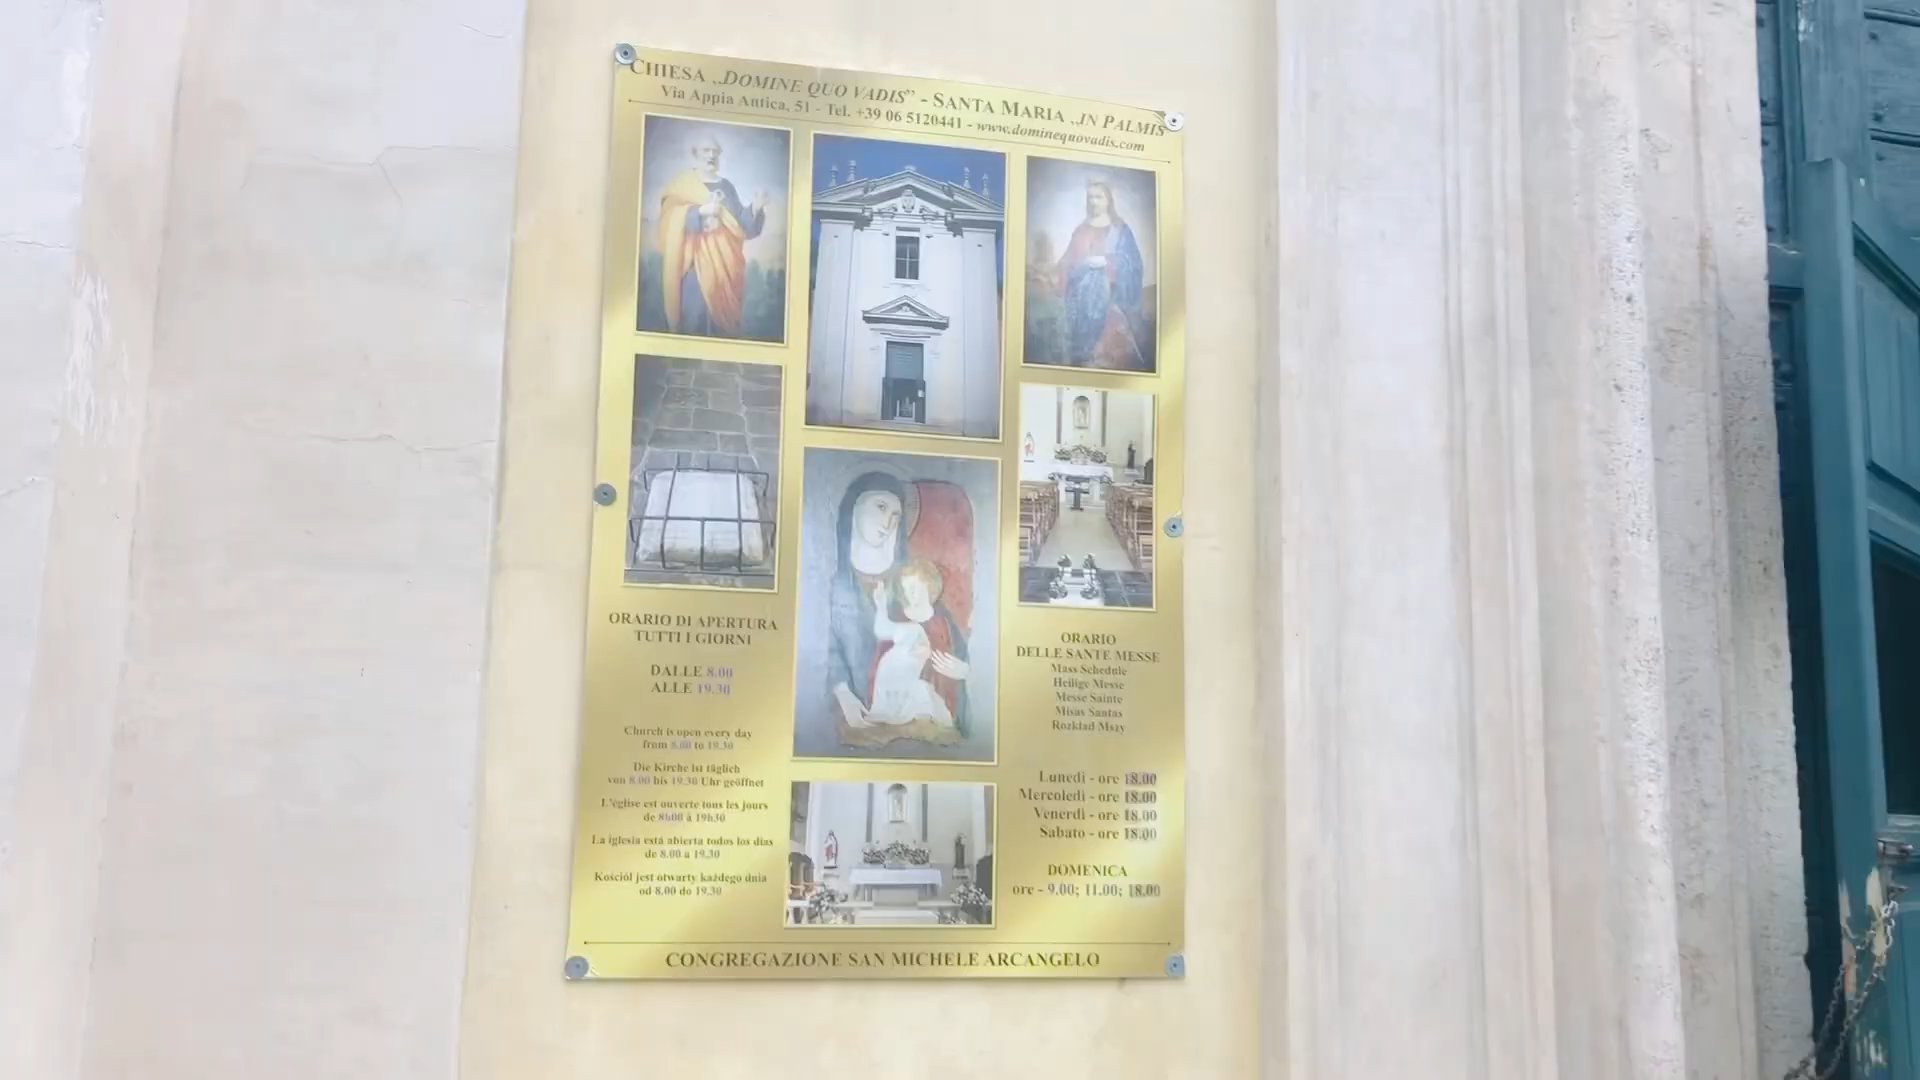 CHIESA „DOMINE QUO VADIS” - SANTA MARIA „IN PALMIS”
Via Appia Antica, 51 - Tel. +39 06 5120441 - www.dominequovadis.com
ORARIO DI APERTURA
TUTTI I GIORNI
DALLE 8.00
ALLE 19.30
Church is open every day
from 8.00 to 19.30
Die Kirche ist täglich
von 8.00 bis 19.30 Uhr geöffnet
L'église est ouverte tous les jours
de 8h00 à 19h30
La iglesia está abierta todos los dias
de 8.00 a 19.30
Kościół jest otwarty każdego dnia
od 8.00 do 19.30
ORARIO
DELLE SANTE MESSE
Mass Schedule
Heilige Messe
Messe Sainte
Misas Santas
Rozkład Mszy
Lunedì - ore 18.00
Mercoledì - ore 18.00
Venerdì - ore 18.00
Sabato - ore 18.00
DOMENICA
ore - 9.00; 11.00; 18.00
CONGREGAZIONE SAN MICHELE ARCANGELO